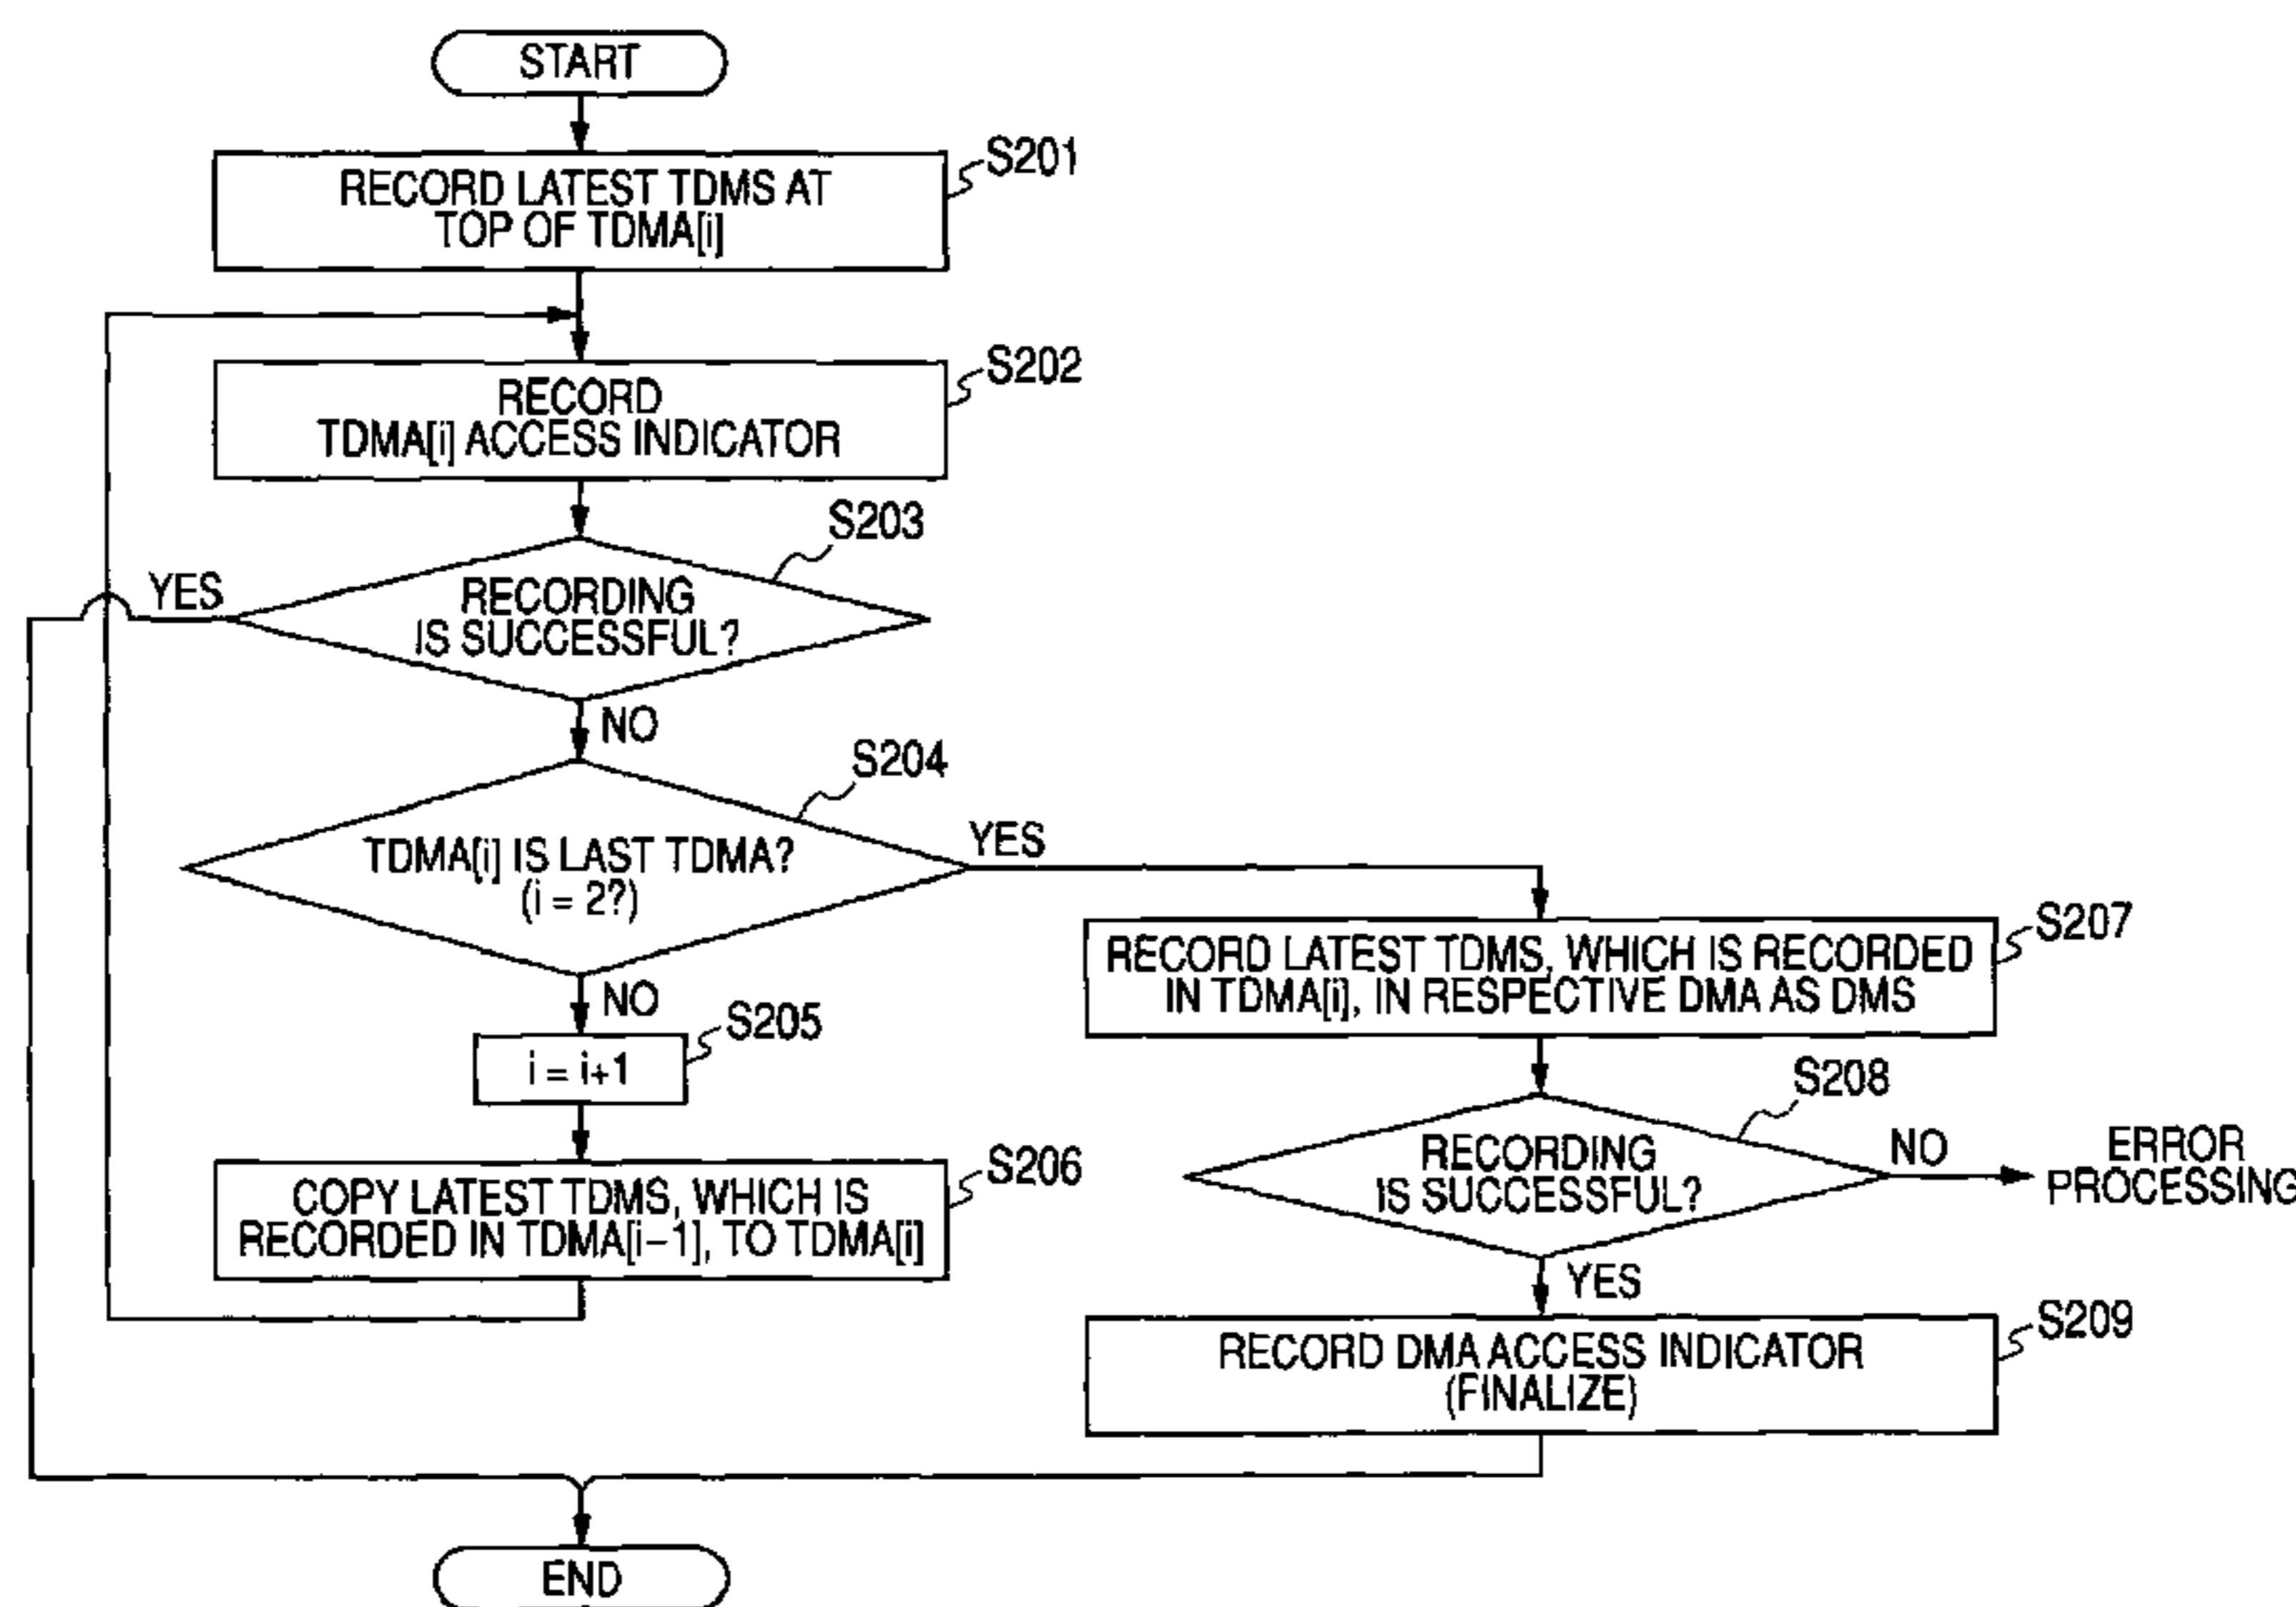 START
RECORD LATEST TDMS AT
TOP OF TDMA[i]
S201
RECORD
TDMA[i] ACCESS INDICATOR
S202
S203
YES
RECORDING
IS SUCCESSFUL?
NO
S204
TDMA[i] IS LAST TDMA?
(i = 2?)
YES
NO
S205
i = i+1
S206
COPY LATEST TDMS, WHICH IS
RECORDED IN TDMA[i–1], TO TDMA[i]
S207
RECORD LATEST TDMS, WHICH IS RECORDED
IN TDMA[i], IN RESPECTIVE DMA AS DMS
S208
RECORDING
IS SUCCESSFUL?
NO
ERROR
PROCESSING
YES
S209
RECORD DMA ACCESS INDICATOR
(FINALIZE)
END